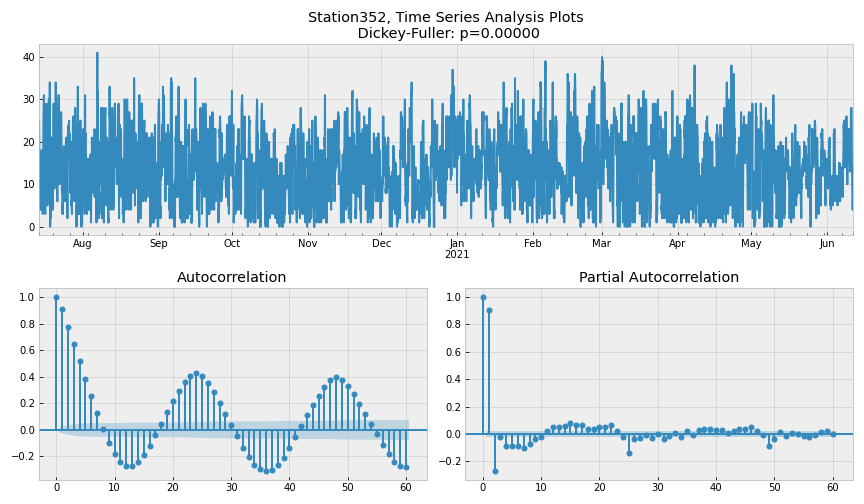 Station352, Time Series Analysis Plots
Dickey-Fuller: p=0.00000
40
30
20
10
0
Aug Sep Oct Nov Dec Jan Feb Mar Apr May Jun
2021
Autocorrelation Partial Autocorrelation
1.0 1.0
0.8 0.8
0.6 0.6
0.4 0.4
0.2 0.2
0.0 0.0
−0.2 −0.2
0 10 20 30 40 50 60 0 10 20 30 40 50 60